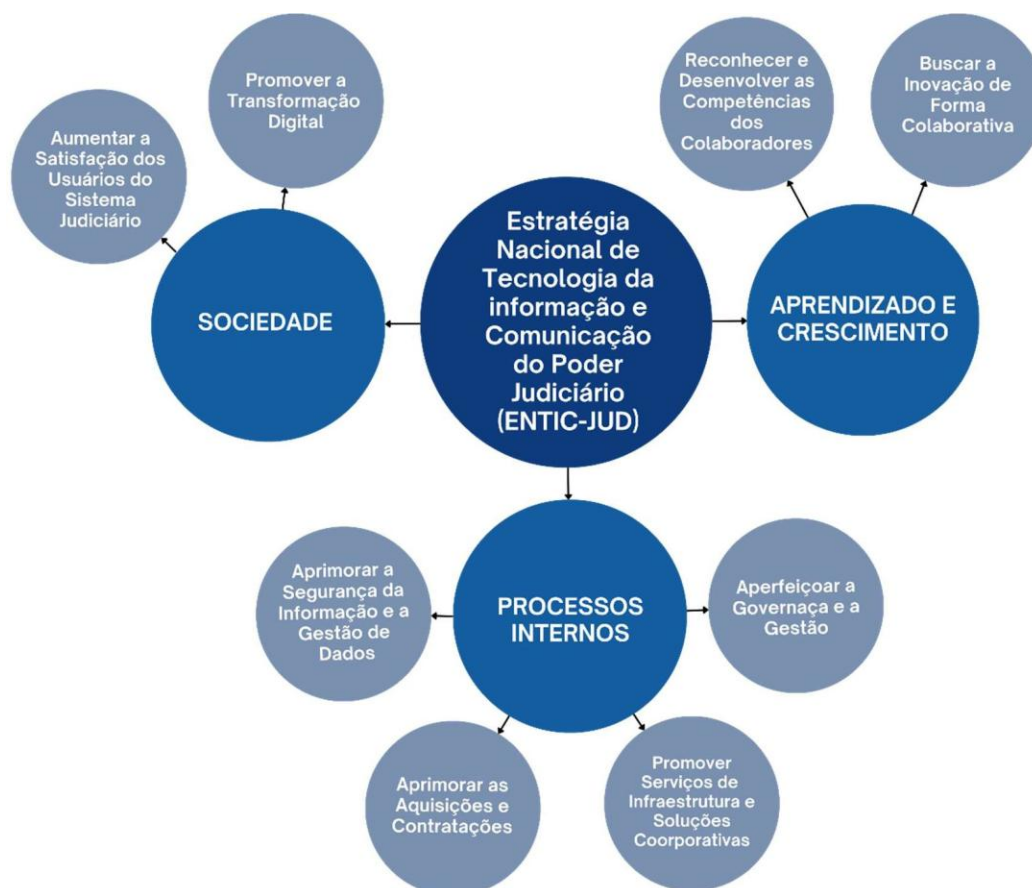 Promover a
Transformação
Digital
Aumentar a
Satisfação dos
Usuários do
Sistema
Judiciário
SOCIEDADE
Estratégia
Nacional de
Tecnologia da
informação e
Comunicação
do Poder
Judiciário
(ENTIC-JUD)
Reconhecer e
Desenvolver as
Competências
dos
Colaboradores
Buscar a
Inovação de
Forma
Colaborativa
APRENDIZADO E
CRESCIMENTO
PROCESSOS
INTERNOS
Aprimorar a
Segurança da
Informação e a
Gestão de
Dados
Aperfeiçoar a
Governaça e a
Gestão
Aprimorar as
Aquisições e
Contratações
Promover
Serviços de
Infraestrutura e
Soluções
Coorporativas